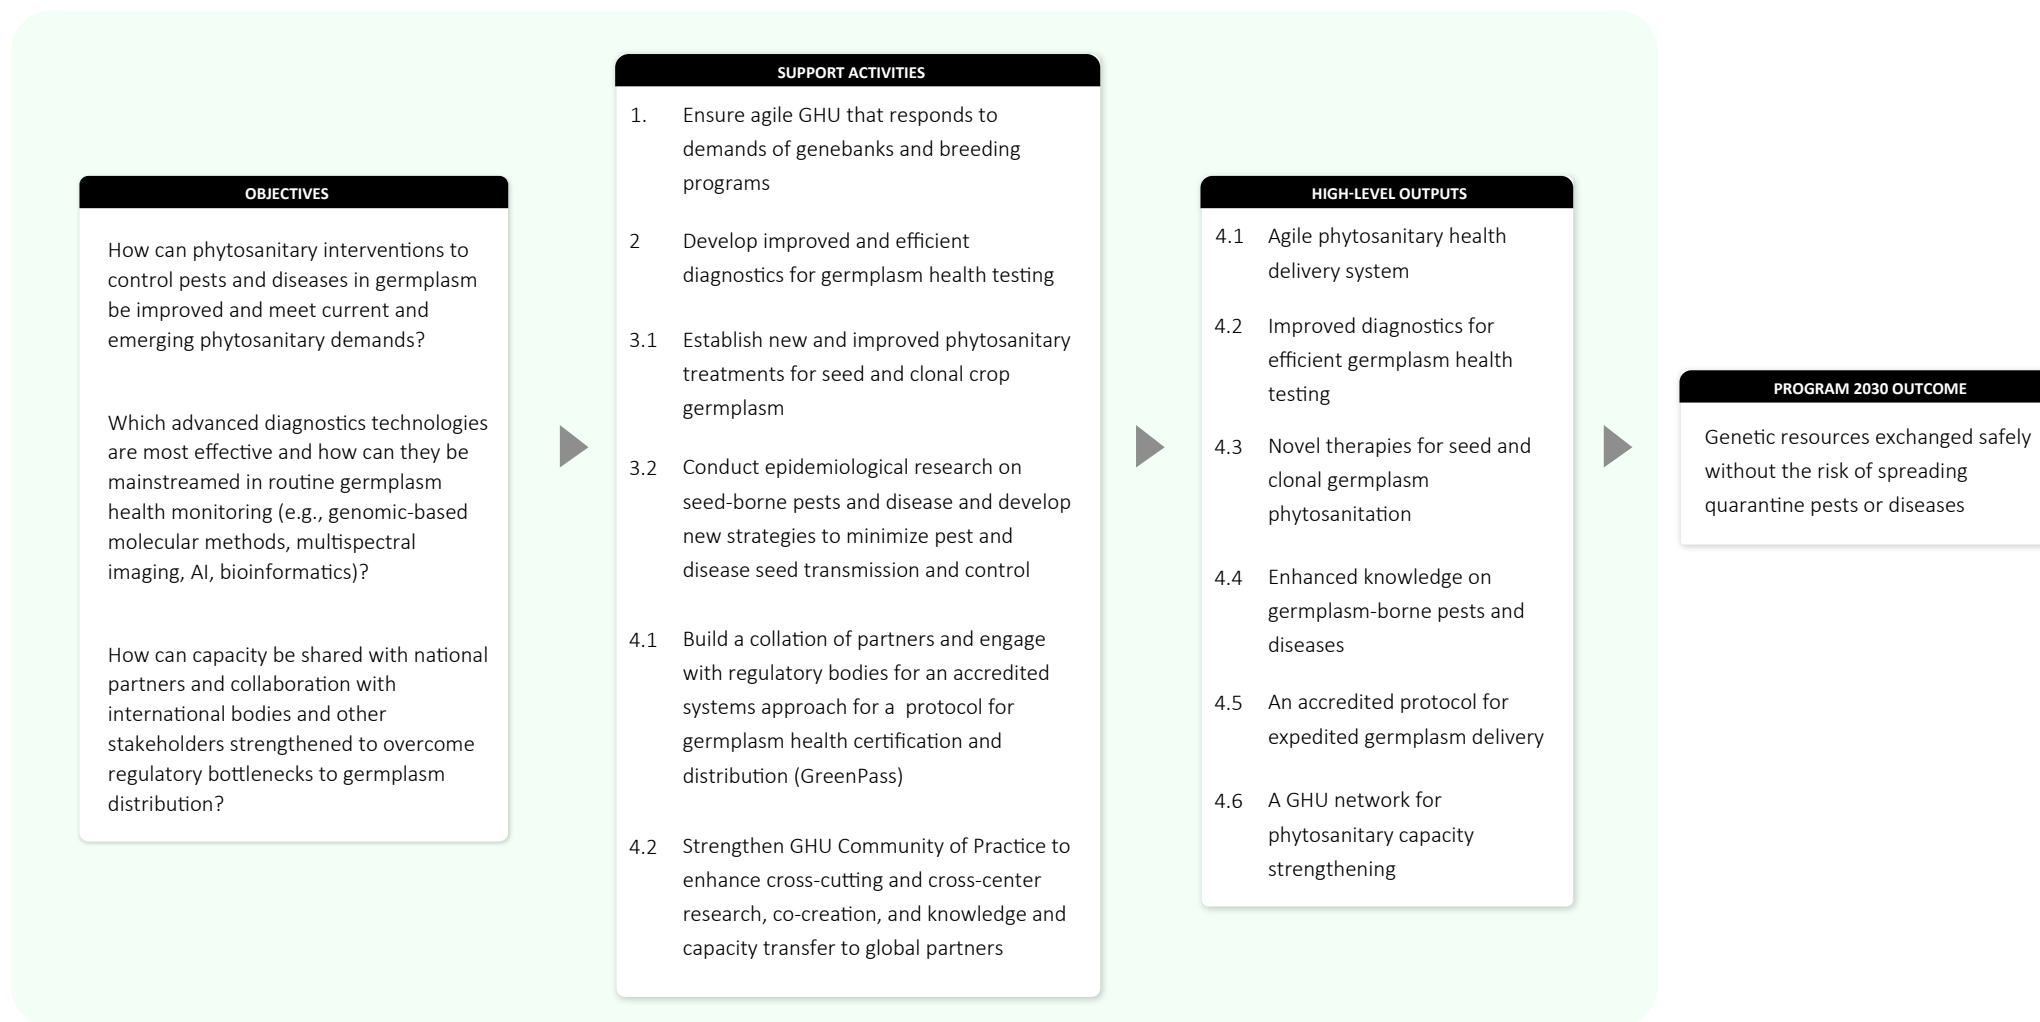 OBJECTIVES
How can phytosanitary interventions to
control pests and diseases in germplasm
be improved and meet current and
emerging phytosanitary demands?
Which advanced diagnostics technologies
are most effective and how can they be
mainstreamed in routine germplasm
health monitoring (e.g., genomic-based
molecular methods, multispectral
imaging, AI, bioinformatics)?
How can capacity be shared with national
partners and collaboration with
international bodies and other
stakeholders strengthened to overcome
regulatory bottlenecks to germplasm
distribution?
SUPPORT ACTIVITIES
1. Ensure agile GHU that responds to
demands of genebanks and breeding
programs
2 Develop improved and efficient
diagnostics for germplasm health testing
3.1 Establish new and improved phytosanitary
treatments for seed and clonal crop
germplasm
3.2 Conduct epidemiological research on
seed-borne pests and disease and develop
new strategies to minimize pest and
disease seed transmission and control
4.1 Build a collation of partners and engage
with regulatory bodies for an accredited
systems approach for a  protocol for
germplasm health certification and
distribution (GreenPass)
4.2 Strengthen GHU Community of Practice to
enhance cross-cutting and cross-center
research, co-creation, and knowledge and
capacity transfer to global partners
HIGH-LEVEL OUTPUTS
4.1 Agile phytosanitary health
delivery system
4.2 Improved diagnostics for
efficient germplasm health
testing
4.3 Novel therapies for seed and
clonal germplasm
phytosanitation
4.4 Enhanced knowledge on
germplasm-borne pests and
diseases
4.5 An accredited protocol for
expedited germplasm delivery
4.6 A GHU network for
phytosanitary capacity
strengthening
PROGRAM 2030 OUTCOME
Genetic resources exchanged safely
without the risk of spreading
quarantine pests or diseases